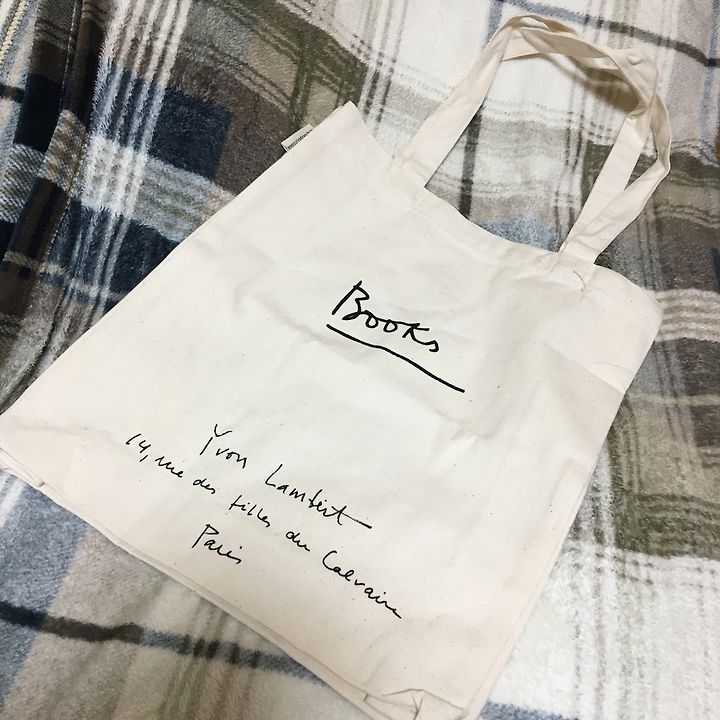 Books
Yvon Lambert
14, rue des filles du Calvaire
Paris